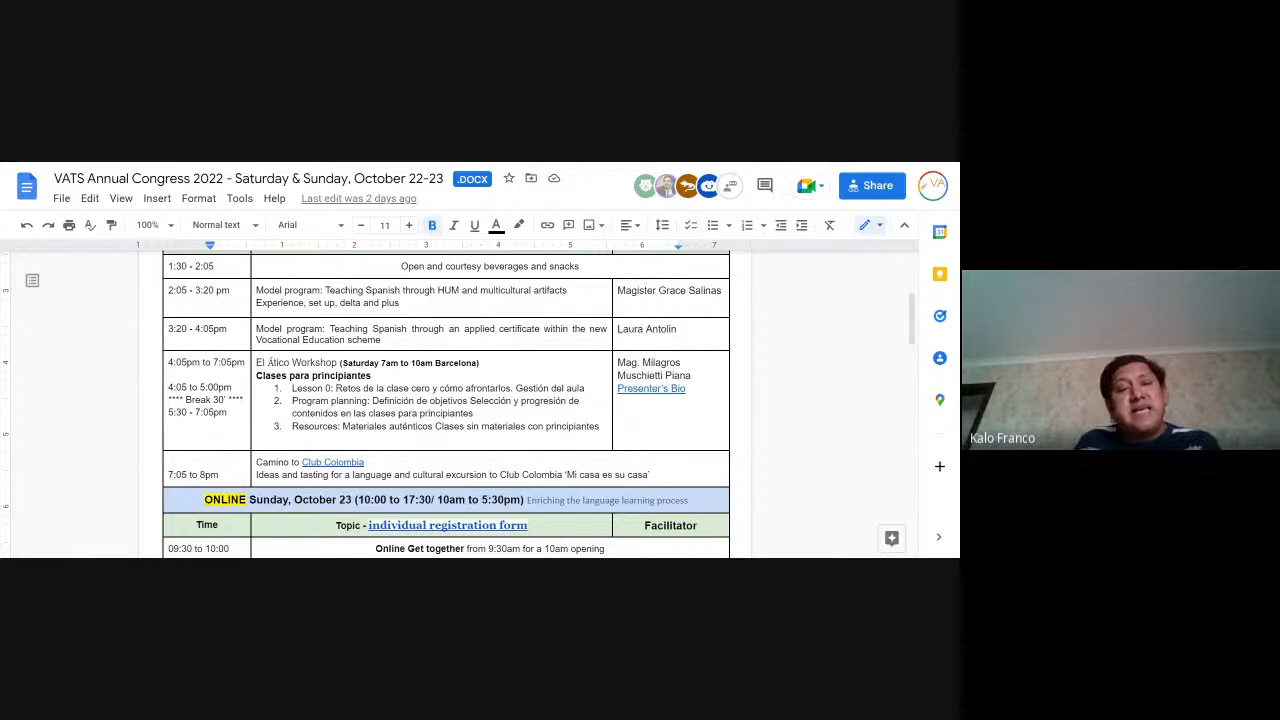 VATS Annual Congress 2022 - Saturday & Sunday, October 22-23 .DOCX
File Edit View Insert Format Tools Help Last edit was 2 days ago
Share
100% Normal text Arial 11
1 1 2 3 4 5 6 7
1:30 - 2:05 Open and courtesy beverages and snacks
2:05 - 3:20 pm Model program: Teaching Spanish through HUM and multicultural artifacts Magister Grace Salinas
Experience, set up, delta and plus
3:20 - 4:05pm Model program: Teaching Spanish through an applied certificate within the new Laura Antolin
Vocational Education scheme
4:05pm to 7:05pm El Ático Workshop (Saturday 7am to 10am Barcelona) Mag. Milagros
Clases para principiantes Muschietti Piana
4:05 to 5:00pm 1. Lesson 0: Retos de la clase cero y cómo afrontarlos. Gestión del aula Presenter's Bio
**** Break 30' **** 2. Program planning: Definición de objetivos Selección y progresión de
5:30 - 7:05pm contenidos en las clases para principiantes
3. Resources: Materiales auténticos Clases sin materiales con principiantes
Camino to Club Colombia
7:05 to 8pm Ideas and tasting for a language and cultural excursion to Club Colombia 'Mi casa es su casa'
ONLINE Sunday, October 23 (10:00 to 17:30/ 10am to 5:30pm) Enriching the language learning process
Time Topic - individual registration form Facilitator
09:30 to 10:00 Online Get together from 9:30am for a 10am opening
Kalo Franco